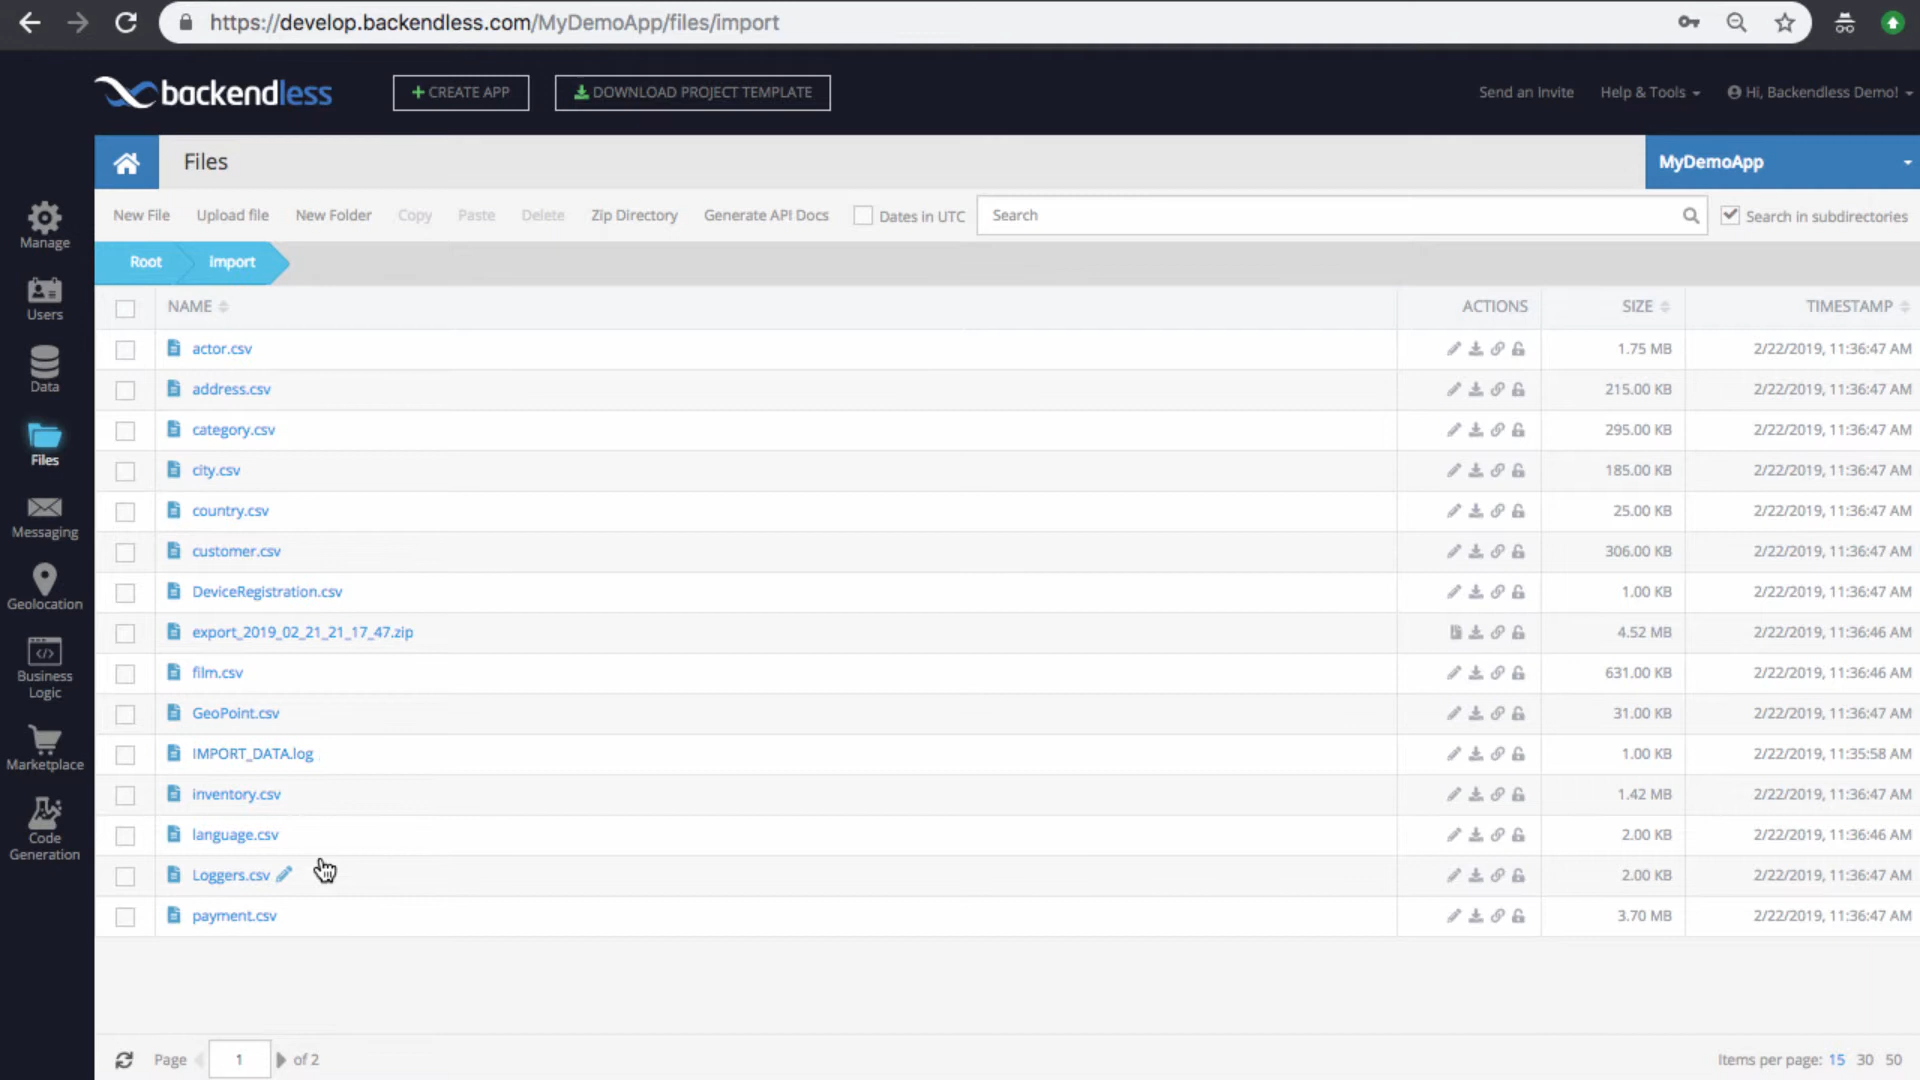 https://develop.backendless.com/MyDemoApp/files/import
backendless
+ CREATE APP
DOWNLOAD PROJECT TEMPLATE
Send an Invite
Help & Tools
Hi, Backendless Demo!
Files
MyDemoApp
New File
Upload file
New Folder
Copy
Paste
Delete
Zip Directory
Generate API Docs
Dates in UTC
Search
Search in subdirectories
Root
import
Manage
Users
Data
Files
Messaging
Geolocation
Business
Logic
Marketplace
Code
Generation
NAME ACTIONS SIZE TIMESTAMP
actor.csv 1.75 MB 2/22/2019, 11:36:47 AM
address.csv 215.00 KB 2/22/2019, 11:36:47 AM
category.csv 295.00 KB 2/22/2019, 11:36:47 AM
city.csv 185.00 KB 2/22/2019, 11:36:47 AM
country.csv 25.00 KB 2/22/2019, 11:36:47 AM
customer.csv 306.00 KB 2/22/2019, 11:36:47 AM
DeviceRegistration.csv 1.00 KB 2/22/2019, 11:36:47 AM
export_2019_02_21_21_17_47.zip 4.52 MB 2/22/2019, 11:36:46 AM
film.csv 631.00 KB 2/22/2019, 11:36:46 AM
GeoPoint.csv 31.00 KB 2/22/2019, 11:36:47 AM
IMPORT_DATA.log 1.00 KB 2/22/2019, 11:35:58 AM
inventory.csv 1.42 MB 2/22/2019, 11:36:47 AM
language.csv 2.00 KB 2/22/2019, 11:36:46 AM
Loggers.csv 2.00 KB 2/22/2019, 11:36:47 AM
payment.csv 3.70 MB 2/22/2019, 11:36:47 AM
Page 1 of 2
Items per page: 15 30 50